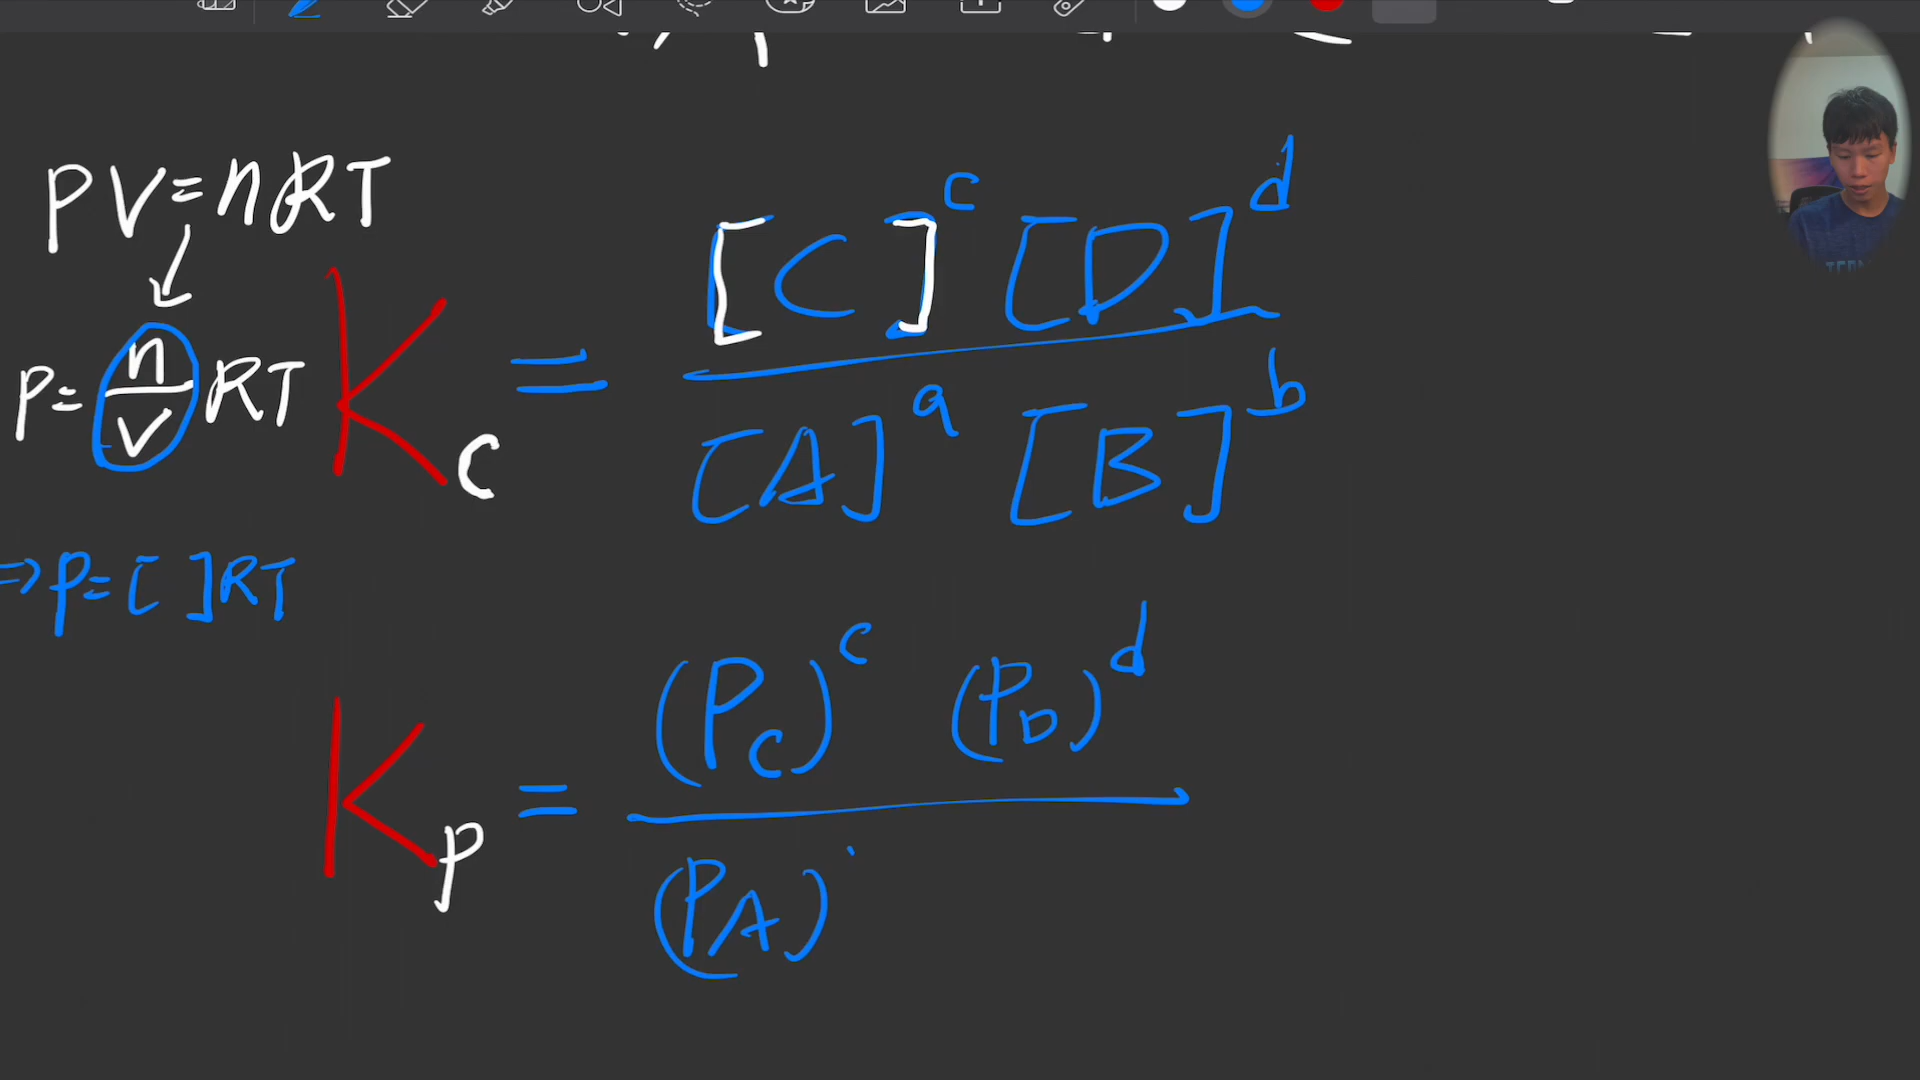 PV=nRT
P= n/V RT
⇒ P=[ ]RT
Kc = [C]^c [D]^d / [A]^a [B]^b
Kp = (Pc)^c (PD)^d / (PA)